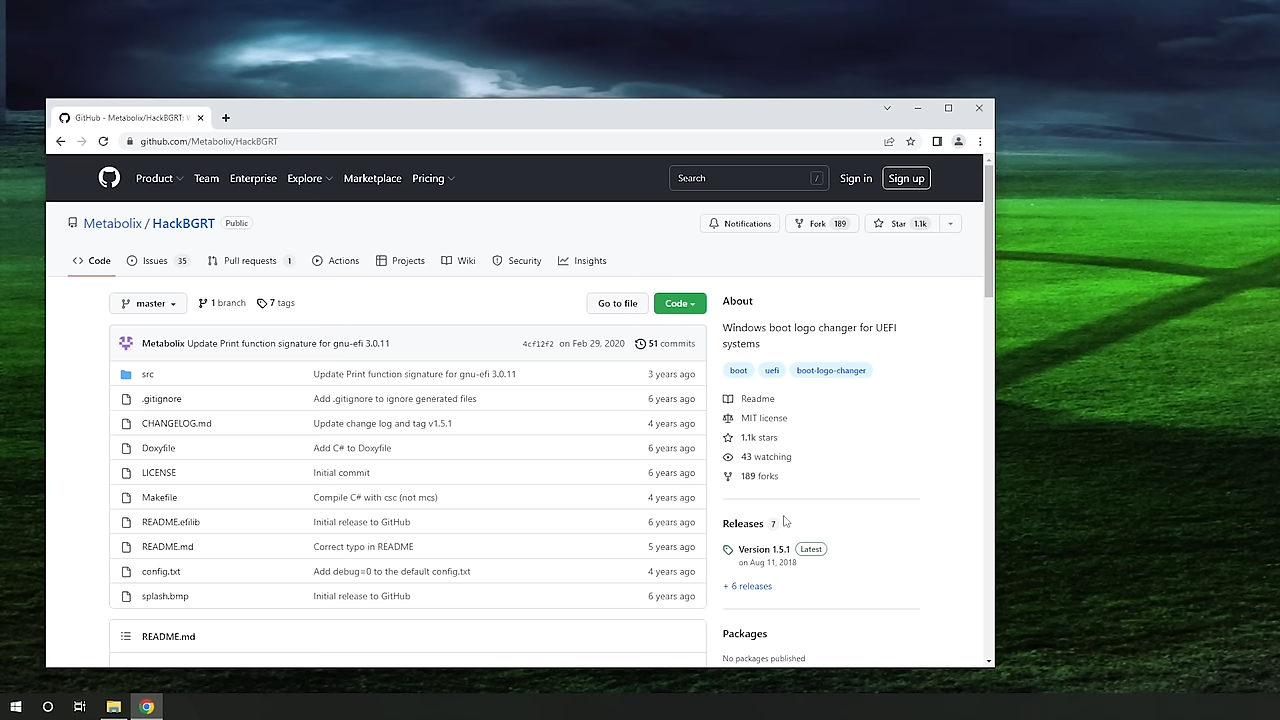 GitHub - Metabolix/HackBGRT: W
github.com/Metabolix/HackBGRT
Product Team Enterprise Explore Marketplace Pricing Search / Sign in Sign up
Metabolix / HackBGRT Public Notifications Fork 189 Star 1.1k
Code Issues 35 Pull requests 1 Actions Projects Wiki Security Insights
master 1 branch 7 tags Go to file Code
Metabolix Update Print function signature for gnu-efi 3.0.11 4cf12f2 on Feb 29, 2020 51 commits
src Update Print function signature for gnu-efi 3.0.11 3 years ago
.gitignore Add .gitignore to ignore generated files 6 years ago
CHANGELOG.md Update change log and tag v1.5.1 4 years ago
Doxyfile Add C# to Doxyfile 6 years ago
LICENSE Initial commit 6 years ago
Makefile Compile C# with csc (not mcs) 4 years ago
README.efilib Initial release to GitHub 6 years ago
README.md Correct typo in README 5 years ago
config.txt Add debug=0 to the default config.txt 4 years ago
splash.bmp Initial release to GitHub 6 years ago
README.md
About
Windows boot logo changer for UEFI
systems
boot uefi boot-logo-changer
Readme
MIT license
1.1k stars
43 watching
189 forks
Releases 7
Version 1.5.1 Latest
on Aug 11, 2018
+ 6 releases
Packages
No packages published